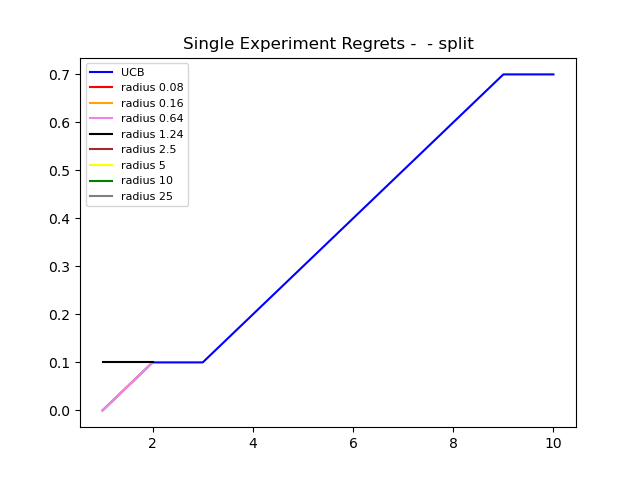 Single Experiment Regrets -  - split
UCB
radius 0.08
radius 0.16
radius 0.64
radius 1.24
radius 2.5
radius 5
radius 10
radius 25
0.7
0.6
0.5
0.4
0.3
0.2
0.1
0.0
2 4 6 8 10